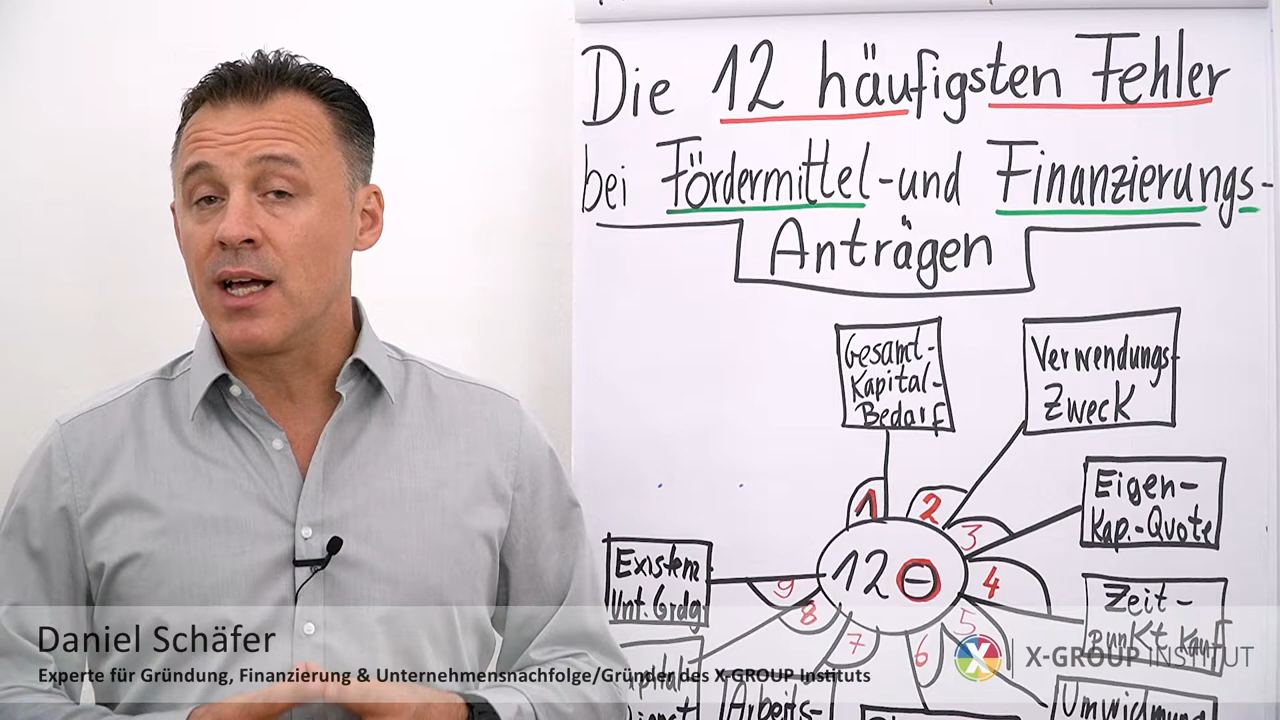 Die 12 häufigsten Fehler
bei Fördermittel-und Finanzierungs-
Anträgen
Gesamt-
Kapital-
Bedarf
Verwendungs-
Zweck
Eigen-
Kap.-Quote
Zeit-
Punkt Kauf
Existenz
Unt.Grdg.
12
1
2
3
4
5
6
7
8
9
Umwidmung
Arbeits-
Daniel Schäfer
Experte für Gründung, Finanzierung & Unternehmensnachfolge/Gründer des X-GROUP Instituts
X-GROUP INSTITUT